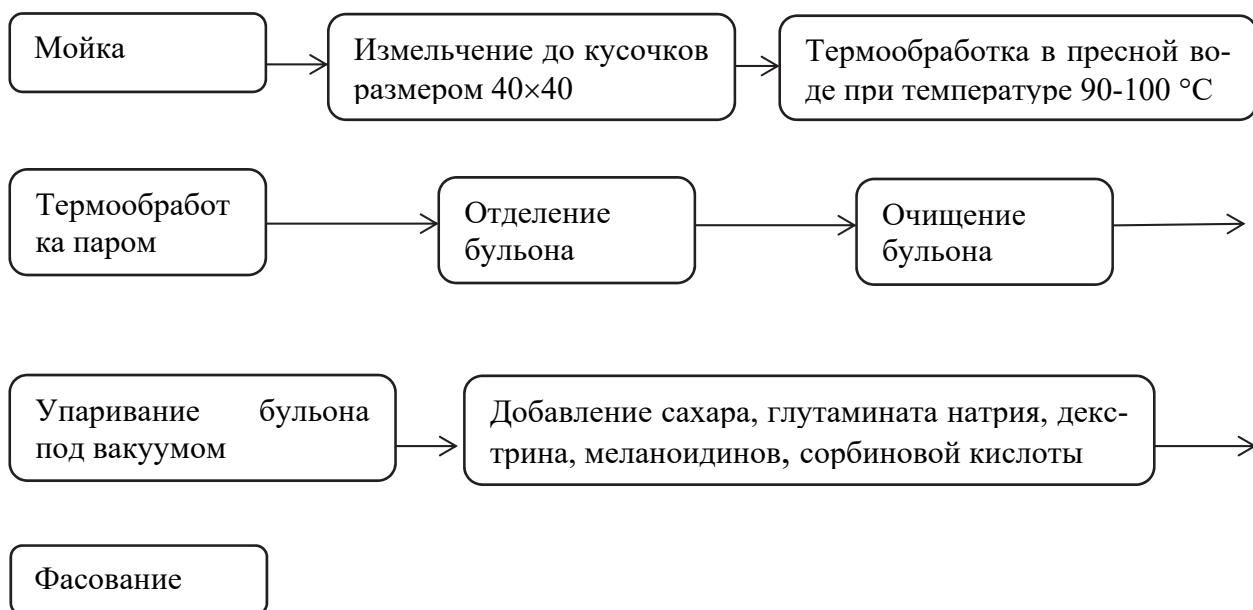 Мойка
Измельчение до кусочков
размером 40×40
Термообработка в пресной во-
де при температуре 90-100 °С
Термообработ
ка паром
Отделение
бульона
Очищение
бульона
Упаривание бульона
под вакуумом
Добавление сахара, глутамината натрия, декс-
трина, меланоидинов, сорбиновой кислоты
Фасование